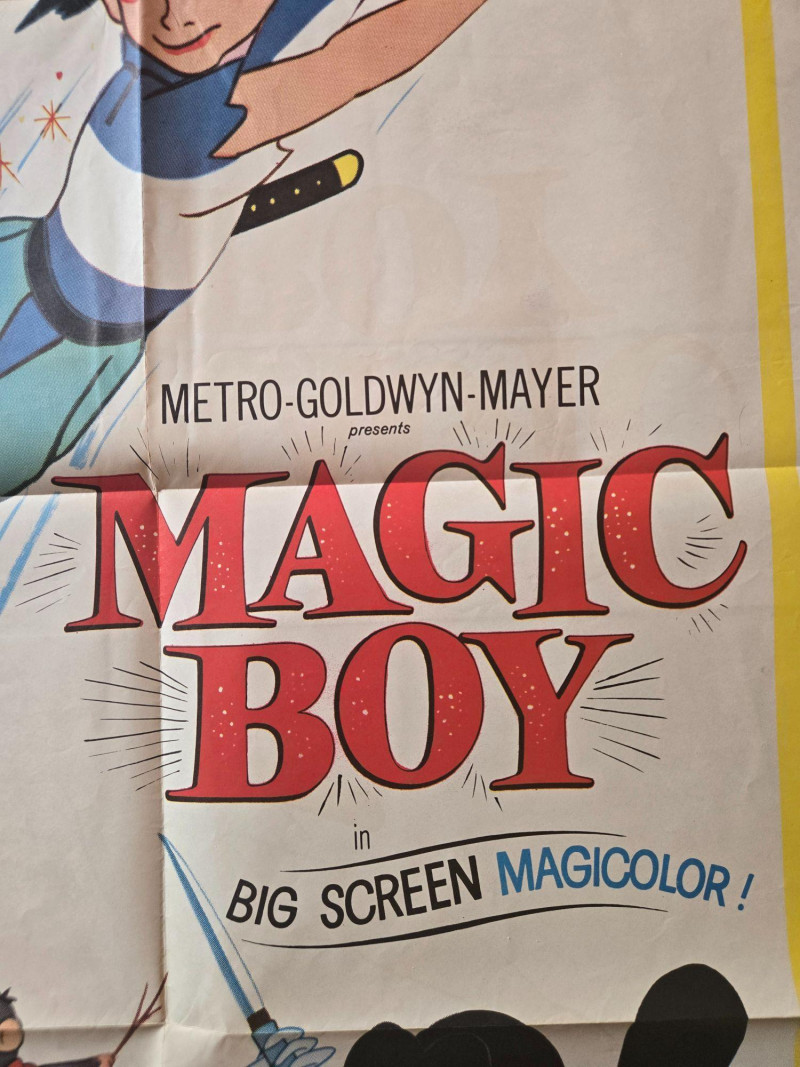 METRO-GOLDWYN-MAYER
presents
MAGIC
BOY
in
BIG SCREEN MAGICOLOR!